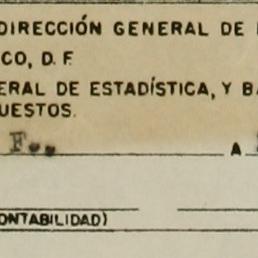 DIRECCIÓN GENERAL DE
CO, D. F.
ERAL DE ESTADÍSTICA, Y B
UESTOS.
F.. A
ONTABILIDAD)